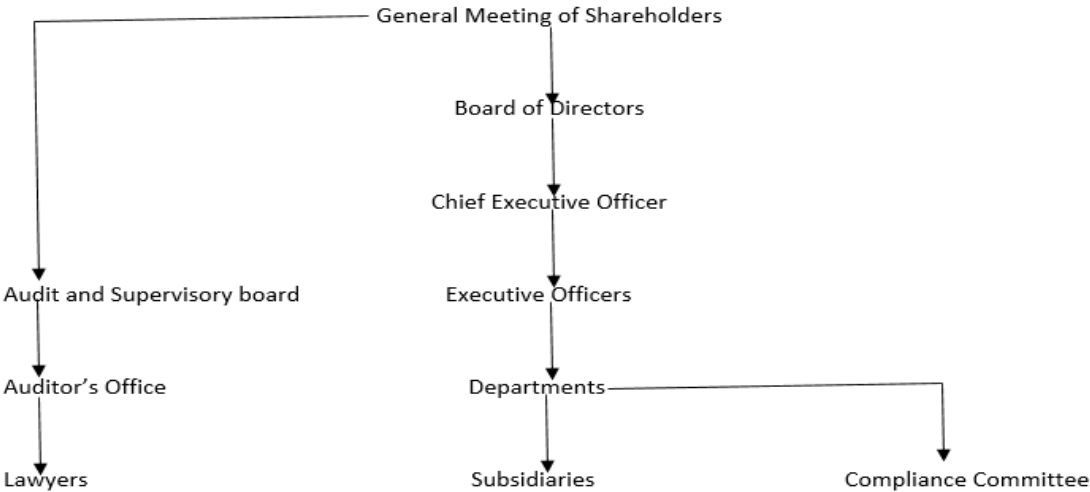 General Meeting of Shareholders
Board of Directors
Chief Executive Officer
Audit and Supervisory board
Executive Officers
Auditor’s Office
Departments
Lawyers
Subsidiaries
Compliance Committee